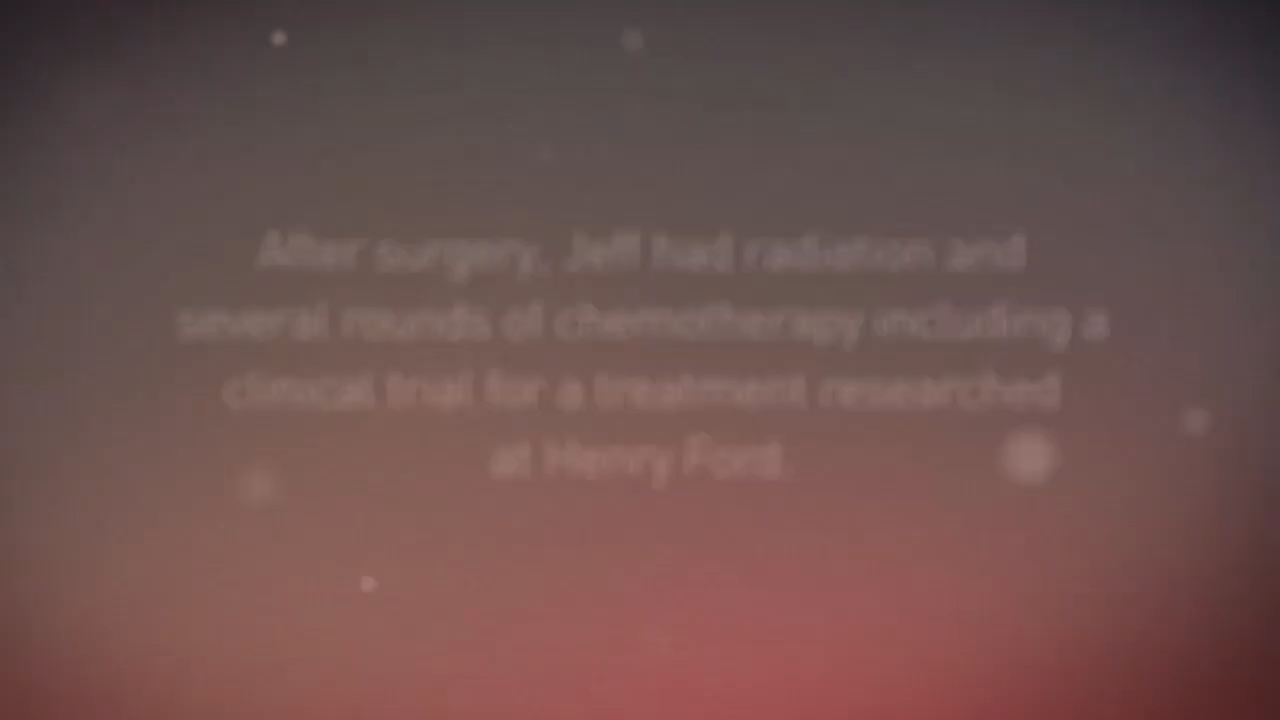 After surgery, Jeff had radiation and
several rounds of chemotherapy including a
clinical trial for a treatment researched
at Henry Ford.